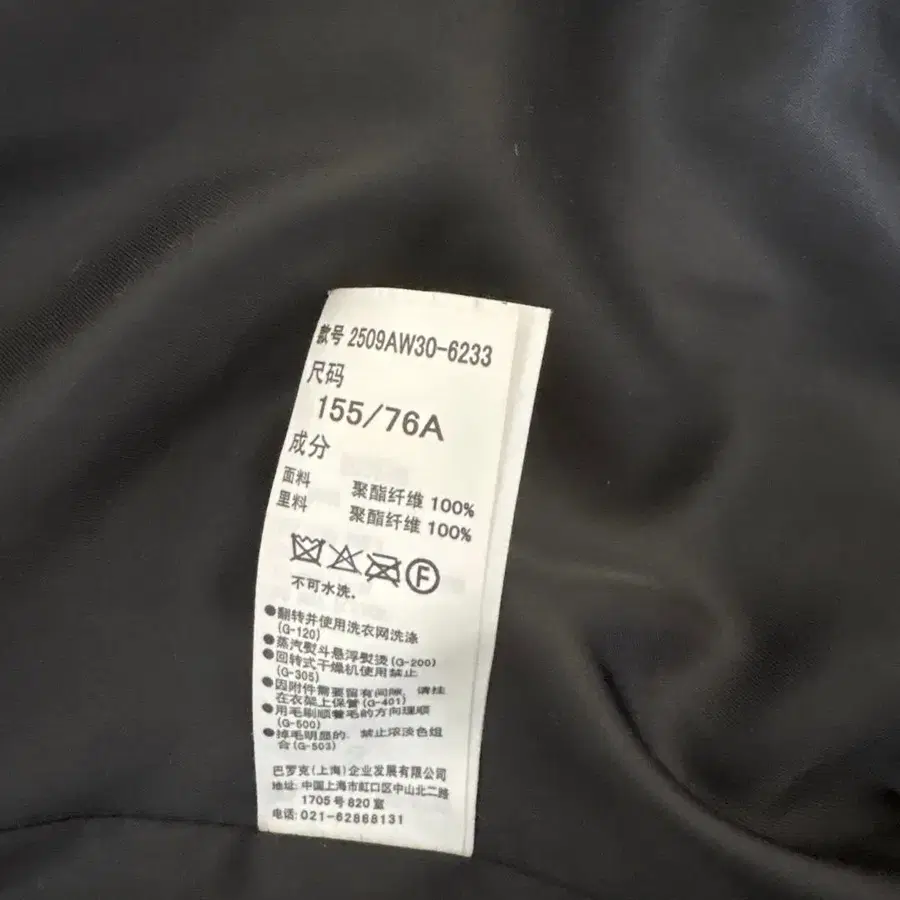 款号 2509AW30-6233
尺码
155/76A
成分
面料 聚酯纤维 100%
里料 聚酯纤维 100%
F
不可水洗.
●翻转并使用洗衣网洗涤
(G-120)
●蒸汽熨斗悬浮熨烫(G-200)
●回转式干燥机使用禁止
(G-305)
●因附件需要留有间隙, 请挂
在衣架上保管(G-401)
●用毛刷顺着毛的方向理顺
(G-500)
●掉毛明显的, 禁止浓淡色组
合(G-503)
巴罗克(上海)企业发展有限公司
地址: 中国上海市虹口区中山北二路
1705号820室
电话: 021-62868131